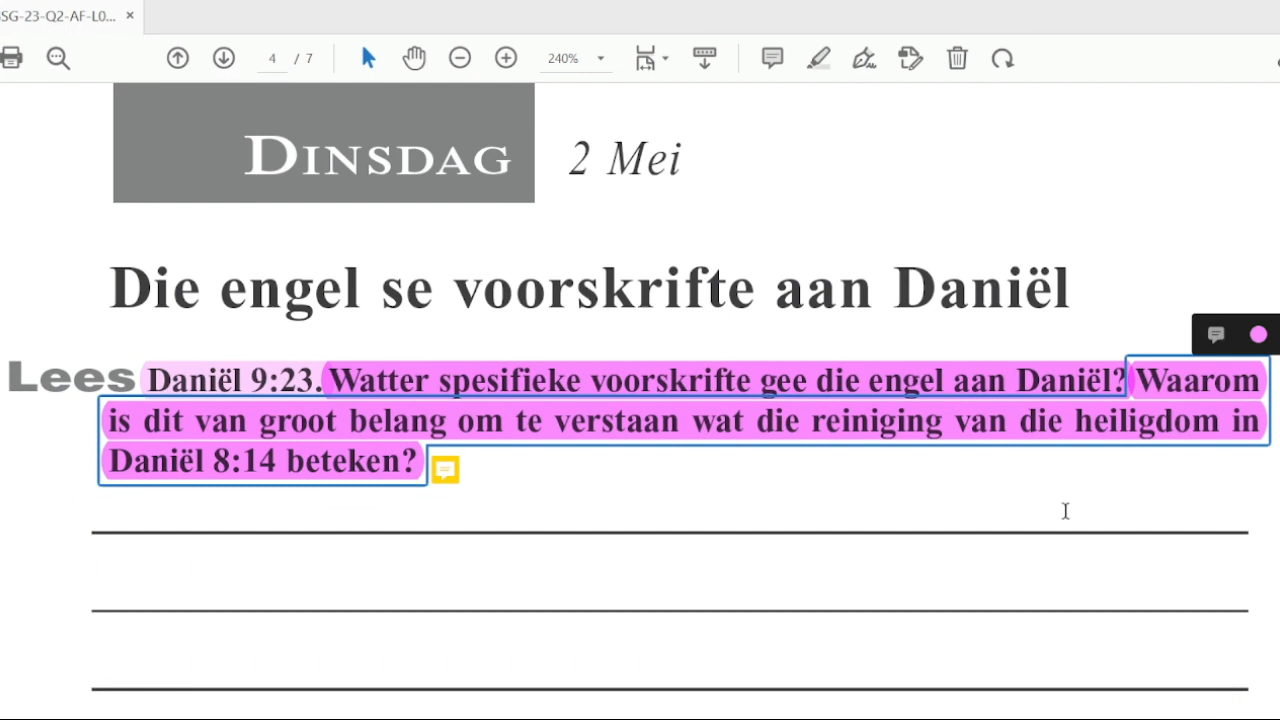 SG-23-Q2-AF-L0... ×
4 / 7 240%
DINSDAG 2 Mei
Die engel se voorskrifte aan Daniël
Lees Daniël 9:23. Watter spesifieke voorskrifte gee die engel aan Daniël? Waarom
is dit van groot belang om te verstaan wat die reiniging van die heiligdom in
Daniël 8:14 beteken?